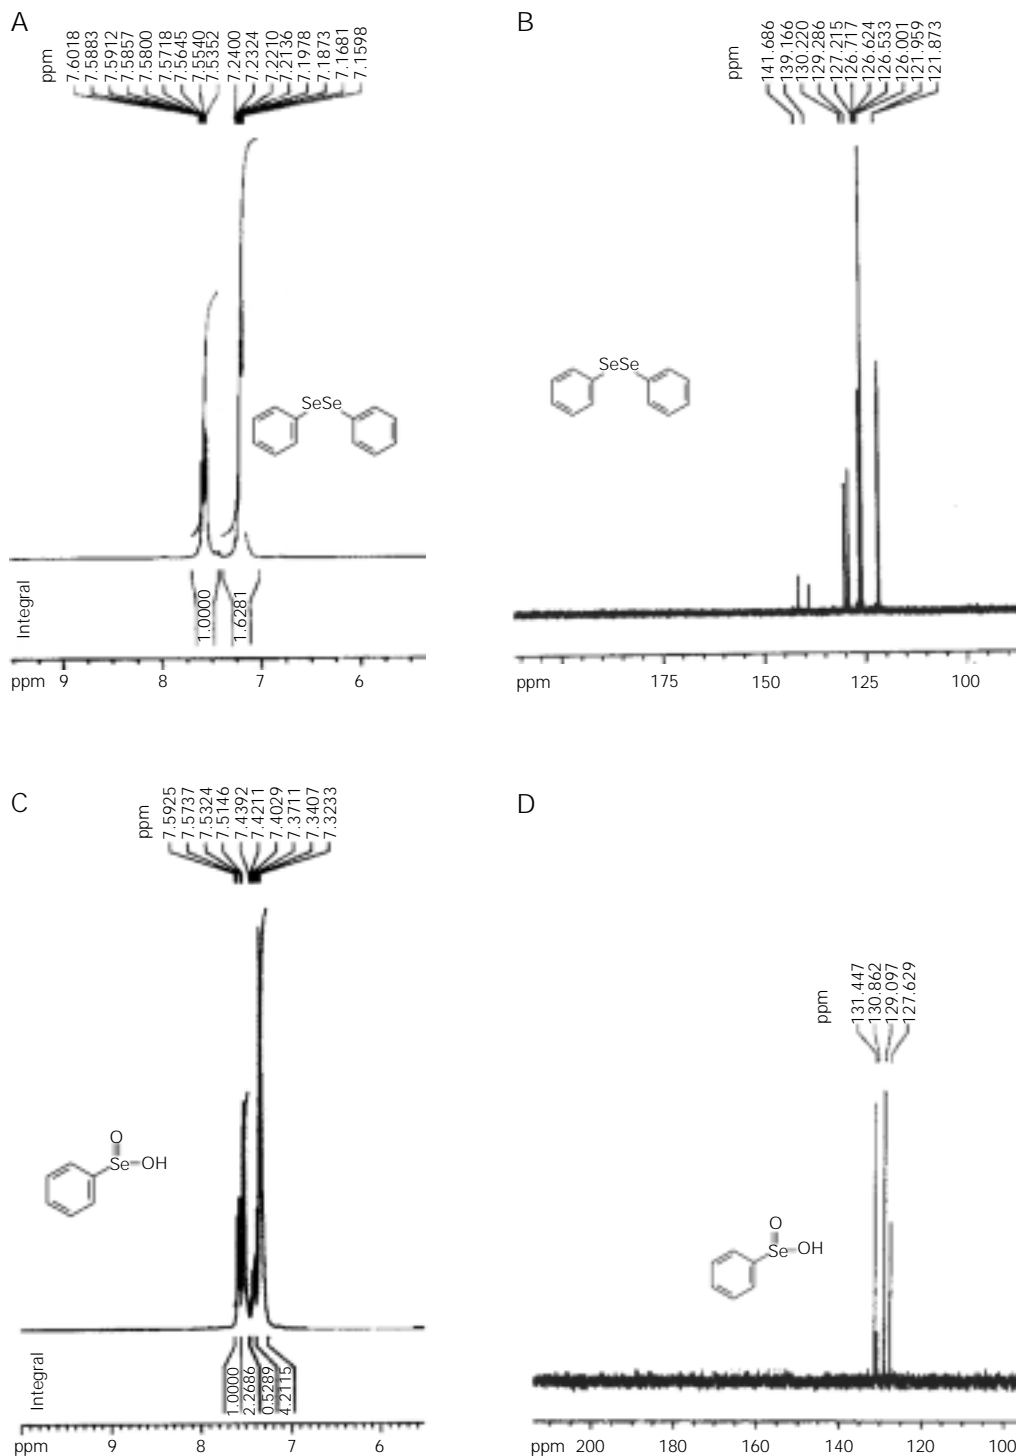 A
ppm
7.6018
7.5883
7.5912
7.5857
7.5800
7.5718
7.5645
7.5540
7.5352
7.2400
7.2324
7.2210
7.2136
7.1978
7.1873
7.1681
7.1598
SeSe
Integral
1.0000
1.6281
ppm 9 8 7 6
B
ppm
141.686
139.166
130.220
129.286
127.215
126.717
126.624
126.533
126.001
121.959
121.873
SeSe
ppm 175 150 125 100
C
ppm
7.5925
7.5737
7.5324
7.5146
7.4392
7.4211
7.4029
7.3711
7.3407
7.3233
O
Se OH
Integral
1.0000
2.2686
0.5289
4.2115
ppm 9 8 7 6
D
ppm
131.447
130.862
129.097
127.629
O
Se OH
ppm 200 180 160 140 120 100